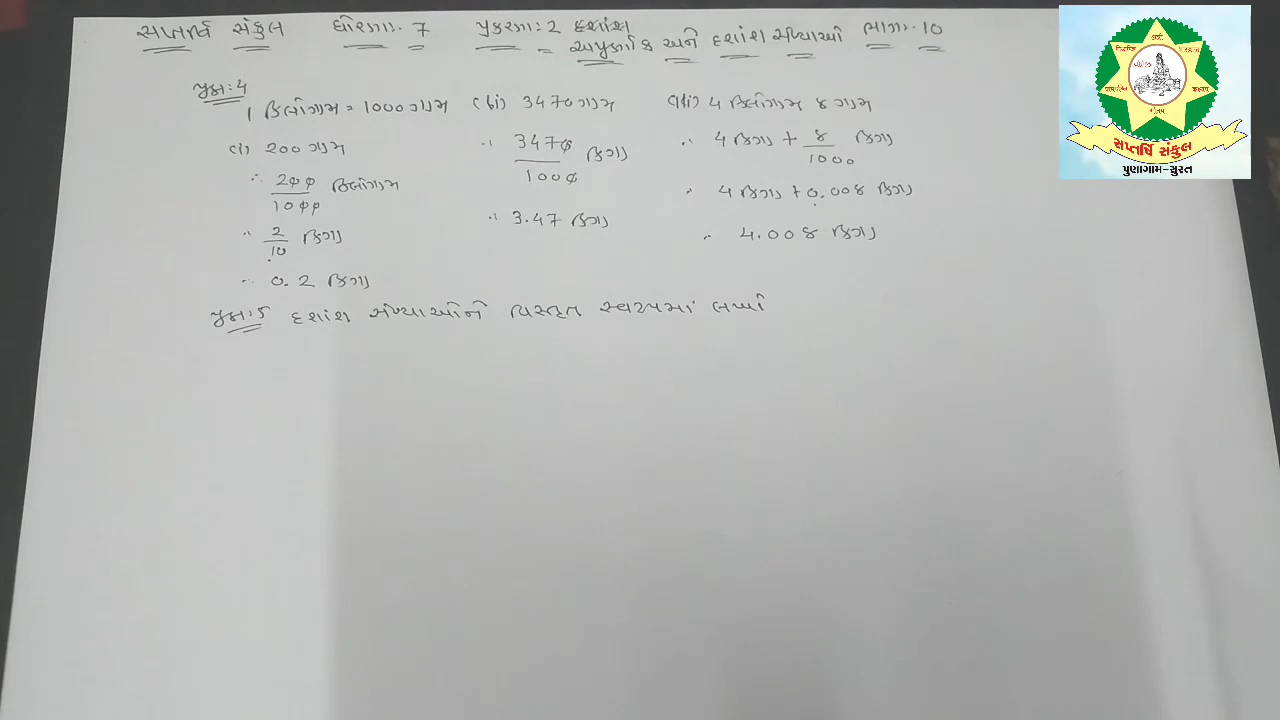 સપ્તર્ષિ સંકુલ ધોરણ: 7 પ્રકરણ: 2 દશાંશ
અપૂર્ણાંક અને દશાંશ સંખ્યાઓ ભાગ: 10
પ્રશ્ન: 4
1 કિલોગ્રામ = 1000 ગ્રામ
(i) 200 ગ્રામ
∴ 200/1000 કિલોગ્રામ
∴ 2/10 કિગ્રા
∴ 0.2 કિગ્રા
(ii) 3470 ગ્રામ
∴ 3470/1000 કિગ્રા
∴ 3.47 કિગ્રા
(iii) 4 કિલોગ્રામ 8 ગ્રામ
∴ 4 કિગ્રા + 8/1000 કિગ્રા
∴ 4 કિગ્રા + 0.008 કિગ્રા
∴ 4.008 કિગ્રા
પ્રશ્ન: 5 દશાંશ સંખ્યાઓને વિસ્તૃત સ્વરૂપમાં લખો
સપ્તર્ષિ સંકુલ
પુણાગામ-સુરત